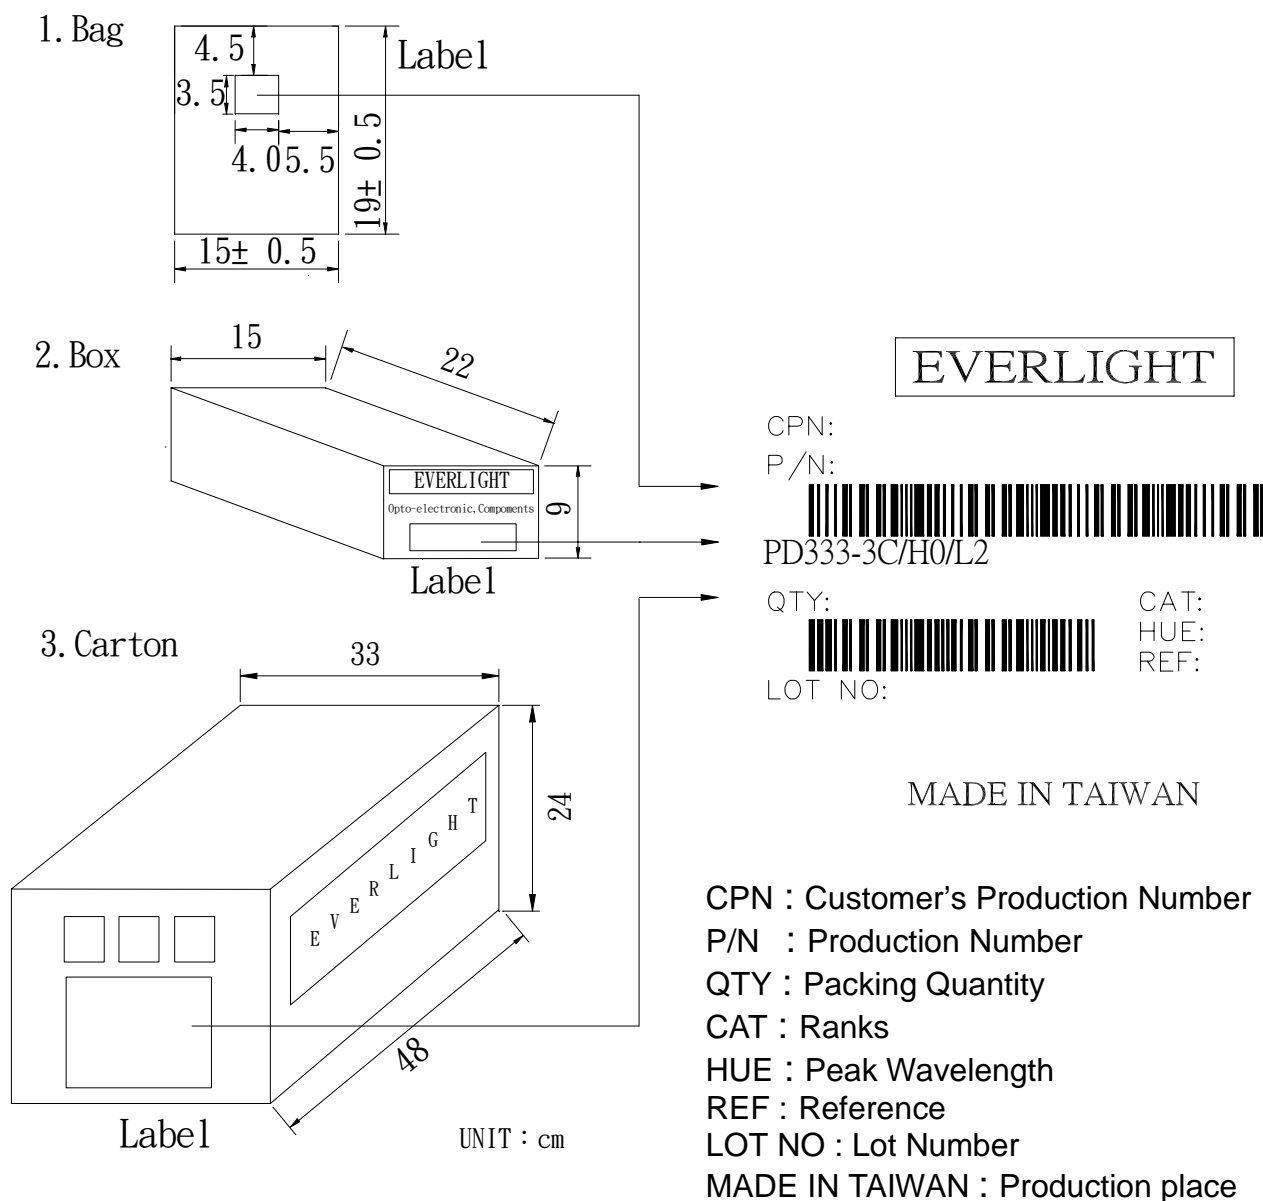 1. Bag
4.5
Label
3.5
4.0
5.5
19± 0.5
15± 0.5
2. Box
15
22
EVERLIGHT
Opto-electronic,Compoments
9
Label
3. Carton
33
24
EVERLIGHT
48
Label
UNIT：cm
EVERLIGHT
CPN:
P/N:
PD333-3C/H0/L2
QTY:
CAT:
HUE:
REF:
LOT NO:
MADE IN TAIWAN
CPN：Customer's Production Number
P/N ：Production Number
QTY：Packing Quantity
CAT：Ranks
HUE：Peak Wavelength
REF : Reference
LOT NO : Lot Number
MADE IN TAIWAN：Production place